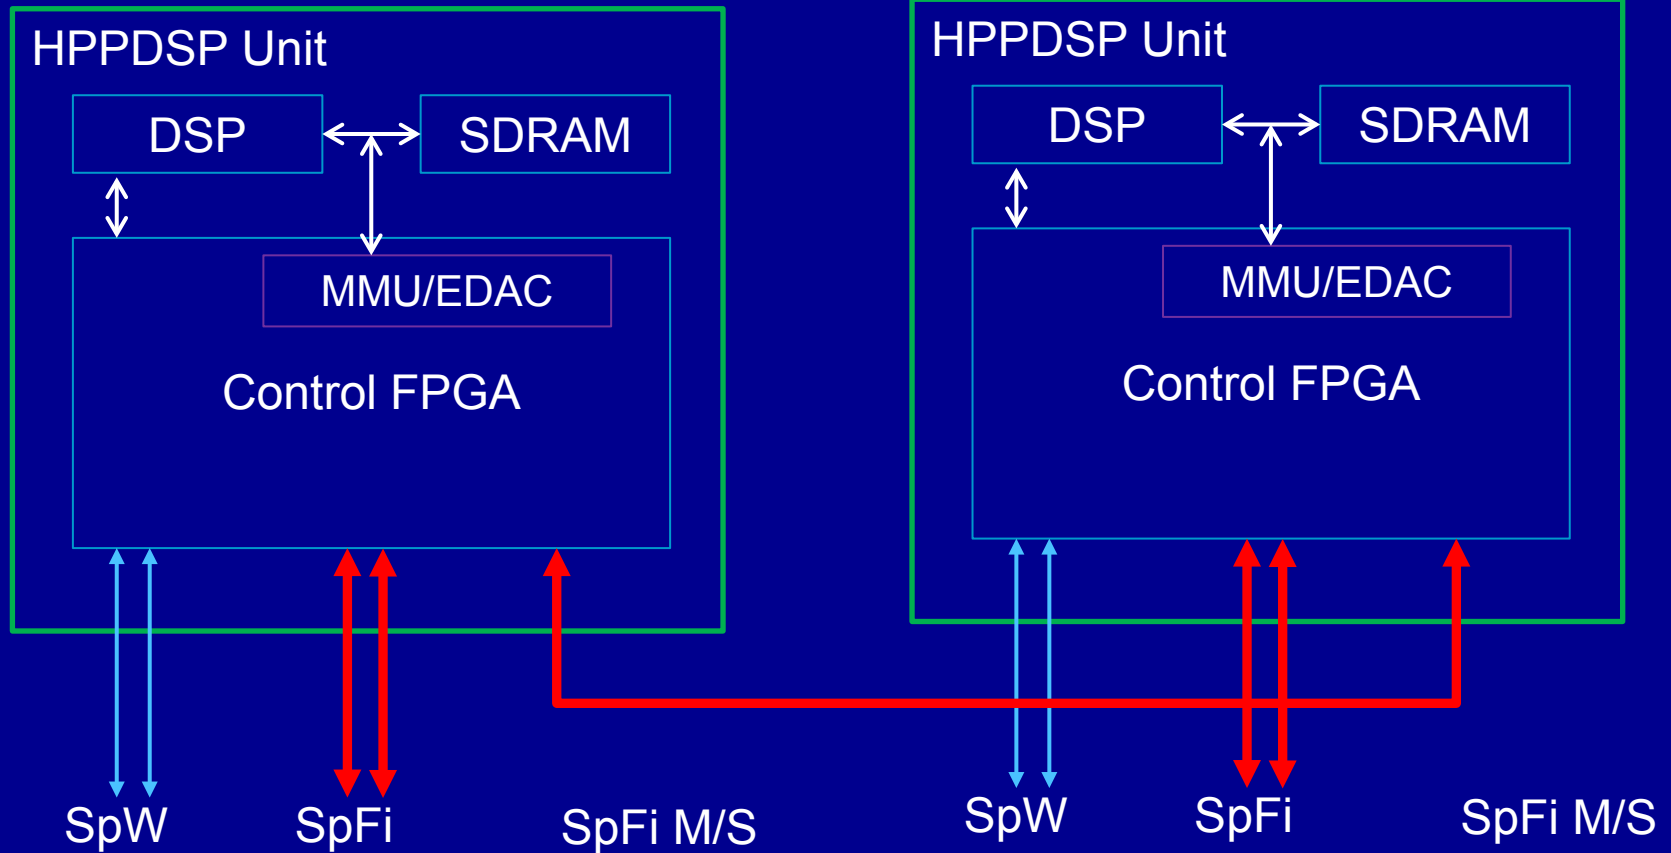 HPPDSP Unit
DSP
SDRAM
MMU/EDAC
Control FPGA
SpW
SpFi
SpFi M/S
HPPDSP Unit
DSP
SDRAM
MMU/EDAC
Control FPGA
SpW
SpFi
SpFi M/S